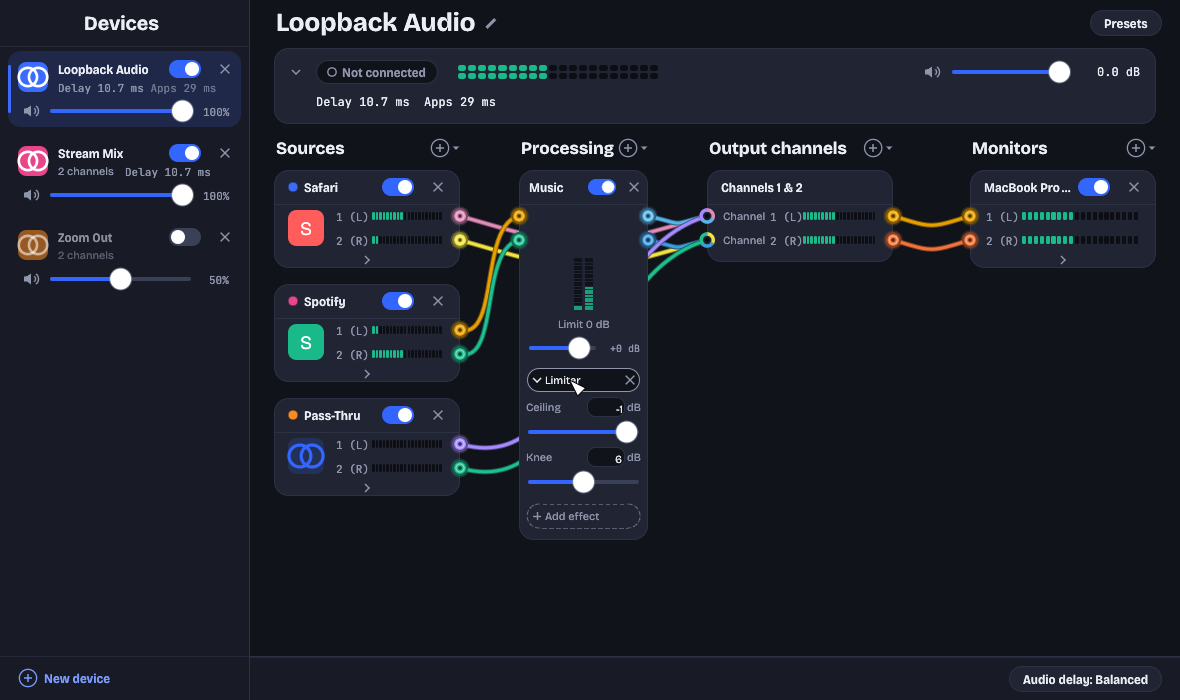 Devices
Loopback Audio
Delay 10.7 ms Apps 29 ms
100%
Stream Mix
2 channels Delay 10.7 ms
100%
Zoom Out
2 channels
50%
New device
Loopback Audio
Presets
Not connected
0.0 dB
Delay 10.7 ms Apps 29 ms
Sources
Processing
Output channels
Monitors
Safari
S
1 (L)
2 (R)
Spotify
S
1 (L)
2 (R)
Pass-Thru
1 (L)
2 (R)
Music
Limit 0 dB
+0 dB
Limiter
Ceiling -1 dB
Knee 6 dB
+ Add effect
Channels 1 & 2
Channel 1 (L)
Channel 2 (R)
MacBook Pro ...
1 (L)
2 (R)
Audio delay: Balanced